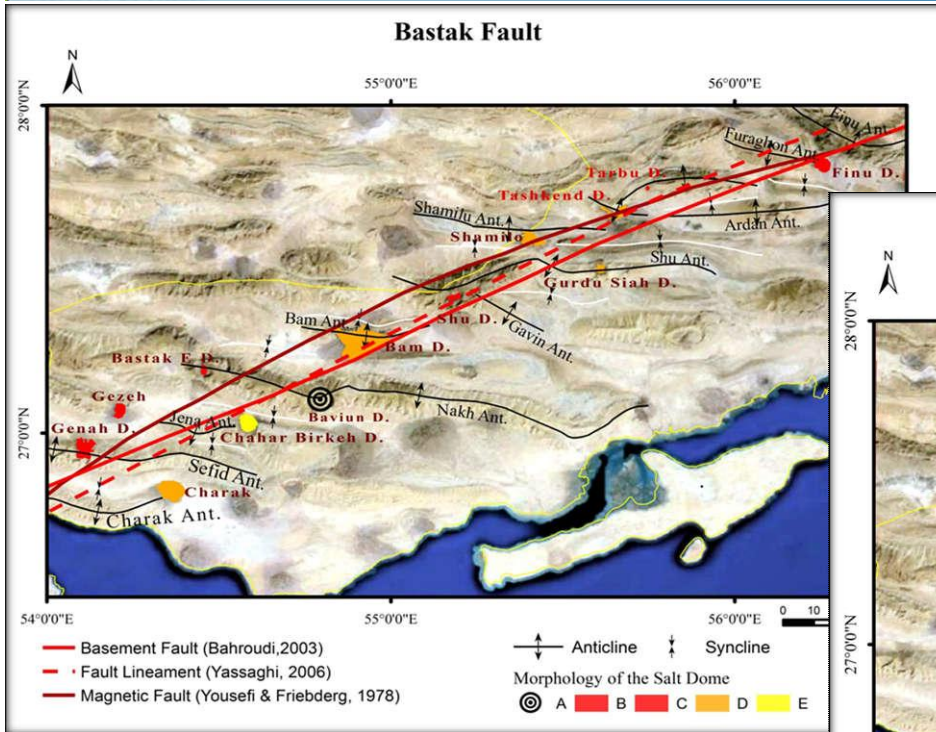 Bastak Fault
N
55°0'0"E
56°0'0"E
28°0'0"N
Finu Ant.
Furaghon Ant.
Finu D.
Tarbu D.
Tashkend D.
Shamilu Ant.
Ardan Ant.
Shamilo
Shu Ant.
Gurdu Siah D.
N
Bam Ant.
Shu D.
Gavin Ant.
28°0'0"N
Bam D.
Bastak E D.
Gezeh
Baviun D.
Nakh Ant.
Jena Ant.
Genah D.
Chahar Birkeh D.
27°0'0"N
Sefid Ant.
Charak
Charak Ant.
27°0'0"N
54°0'0"E
55°0'0"E
56°0'0"E
0 10
Basement Fault (Bahroudi,2003)
Fault Lineament (Yassaghi, 2006)
Magnetic Fault (Yousefi & Friebderg, 1978)
Anticline
Syncline
Morphology of the Salt Dome
A B C D E